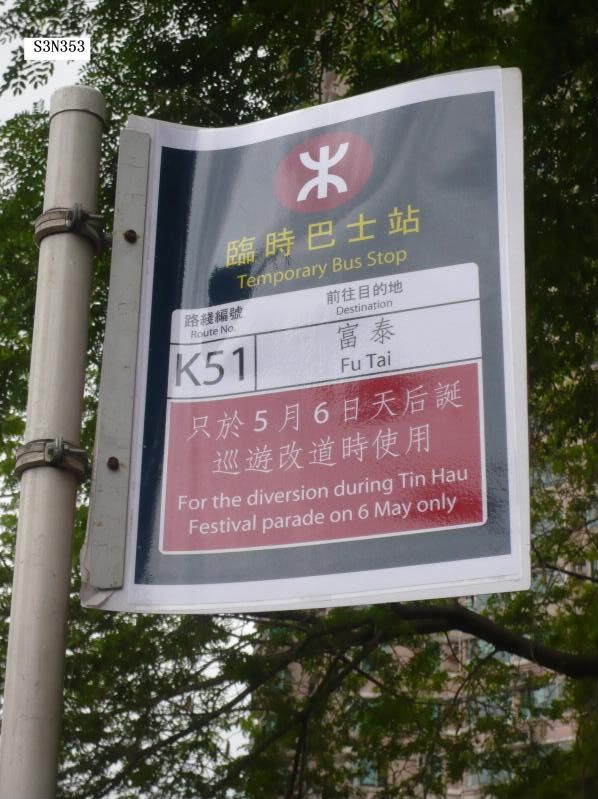 S3N353
臨時巴士站
Temporary Bus Stop
路綫編號
Route No.
前往目的地
Destination
K51
富泰
Fu Tai
只於5月6日天后誕
巡遊改道時使用
For the diversion during Tin Hau
Festival parade on 6 May only